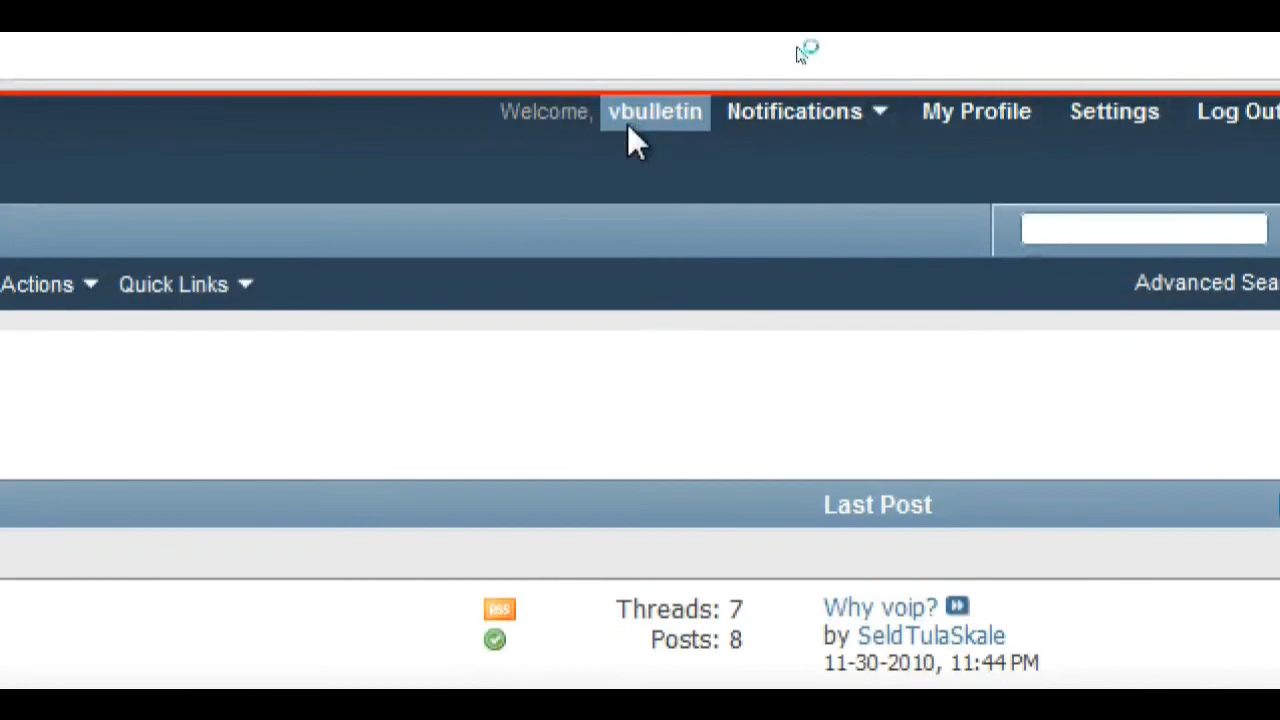 Welcome, vbulletin Notifications My Profile Settings Log Out
Actions Quick Links Advanced Sea
Last Post
RSS Threads: 7 Why voip?
Posts: 8 by SeldTulaSkale
11-30-2010, 11:44 PM